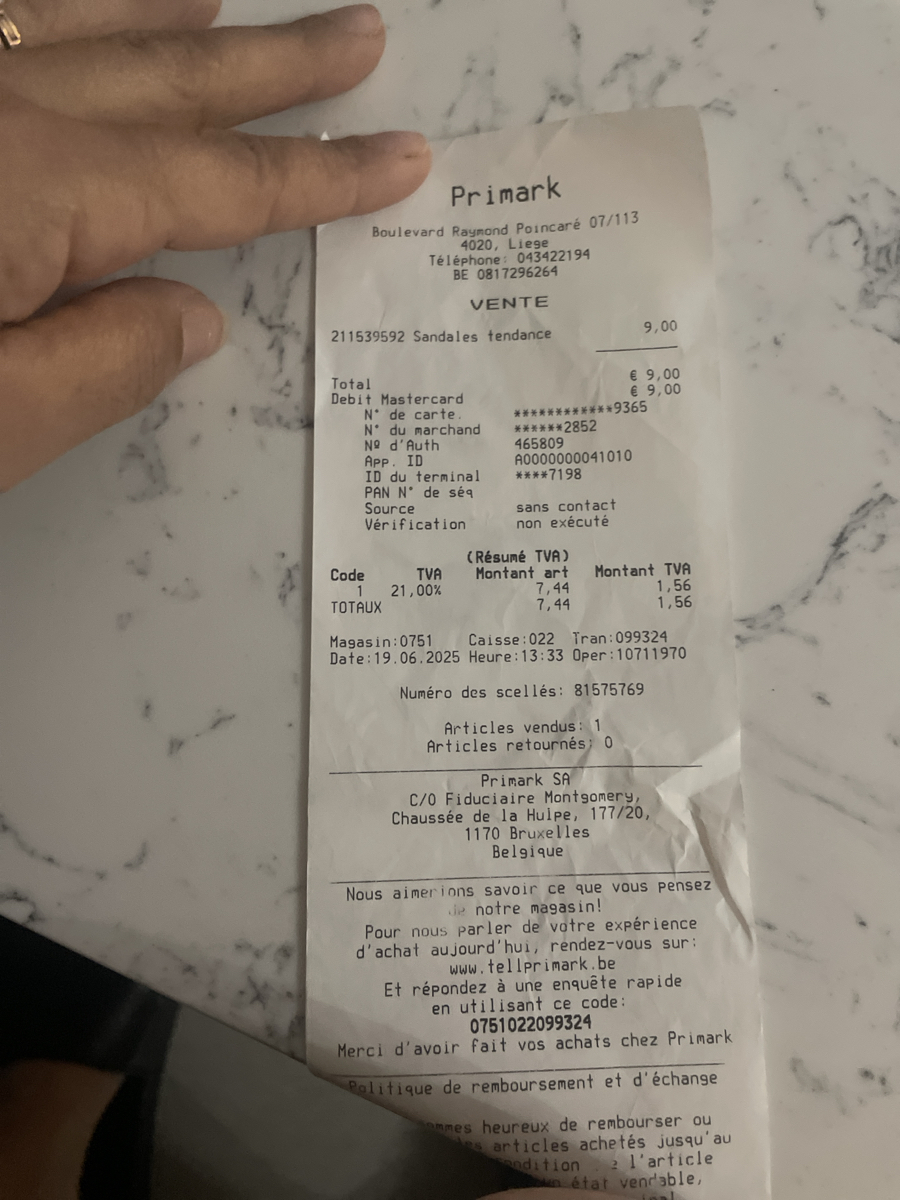 Primark
Boulevard Raymond Poincaré 07/113
4020, Liege
Téléphone: 043422194
BE 0817296264
VENTE
211539592 Sandales tendance 9,00
Total € 9,00
Debit Mastercard € 9,00
N° de carte. ************9365
N° du marchand ******2852
Nº d'Auth 465809
App. ID A0000000041010
ID du terminal ****7198
PAN N° de séq
Source sans contact
Vérification non exécuté
(Résumé TVA)
Code TVA Montant art Montant TVA
1 21,00% 7,44 1,56
TOTAUX 7,44 1,56
Magasin:0751 Caisse:022 Tran:099324
Date:19.06.2025 Heure:13:33 Oper:10711970
Numéro des scellés: 81575769
Articles vendus: 1
Articles retournés: 0
Primark SA
C/O Fiduciaire Montgomery,
Chaussée de la Hulpe, 177/20,
1170 Bruxelles
Belgique
Nous aimerions savoir ce que vous pensez
de notre magasin!
Pour nous parler de votre expérience
d'achat aujourd'hui, rendez-vous sur:
www.tellprimark.be
Et répondez à une enquête rapide
en utilisant ce code:
0751022099324
Merci d'avoir fait vos achats chez Primark
Politique de remboursement et d'échange
heureux de rembourser ou
articles achetés jusqu'au
l'article
état vendable,